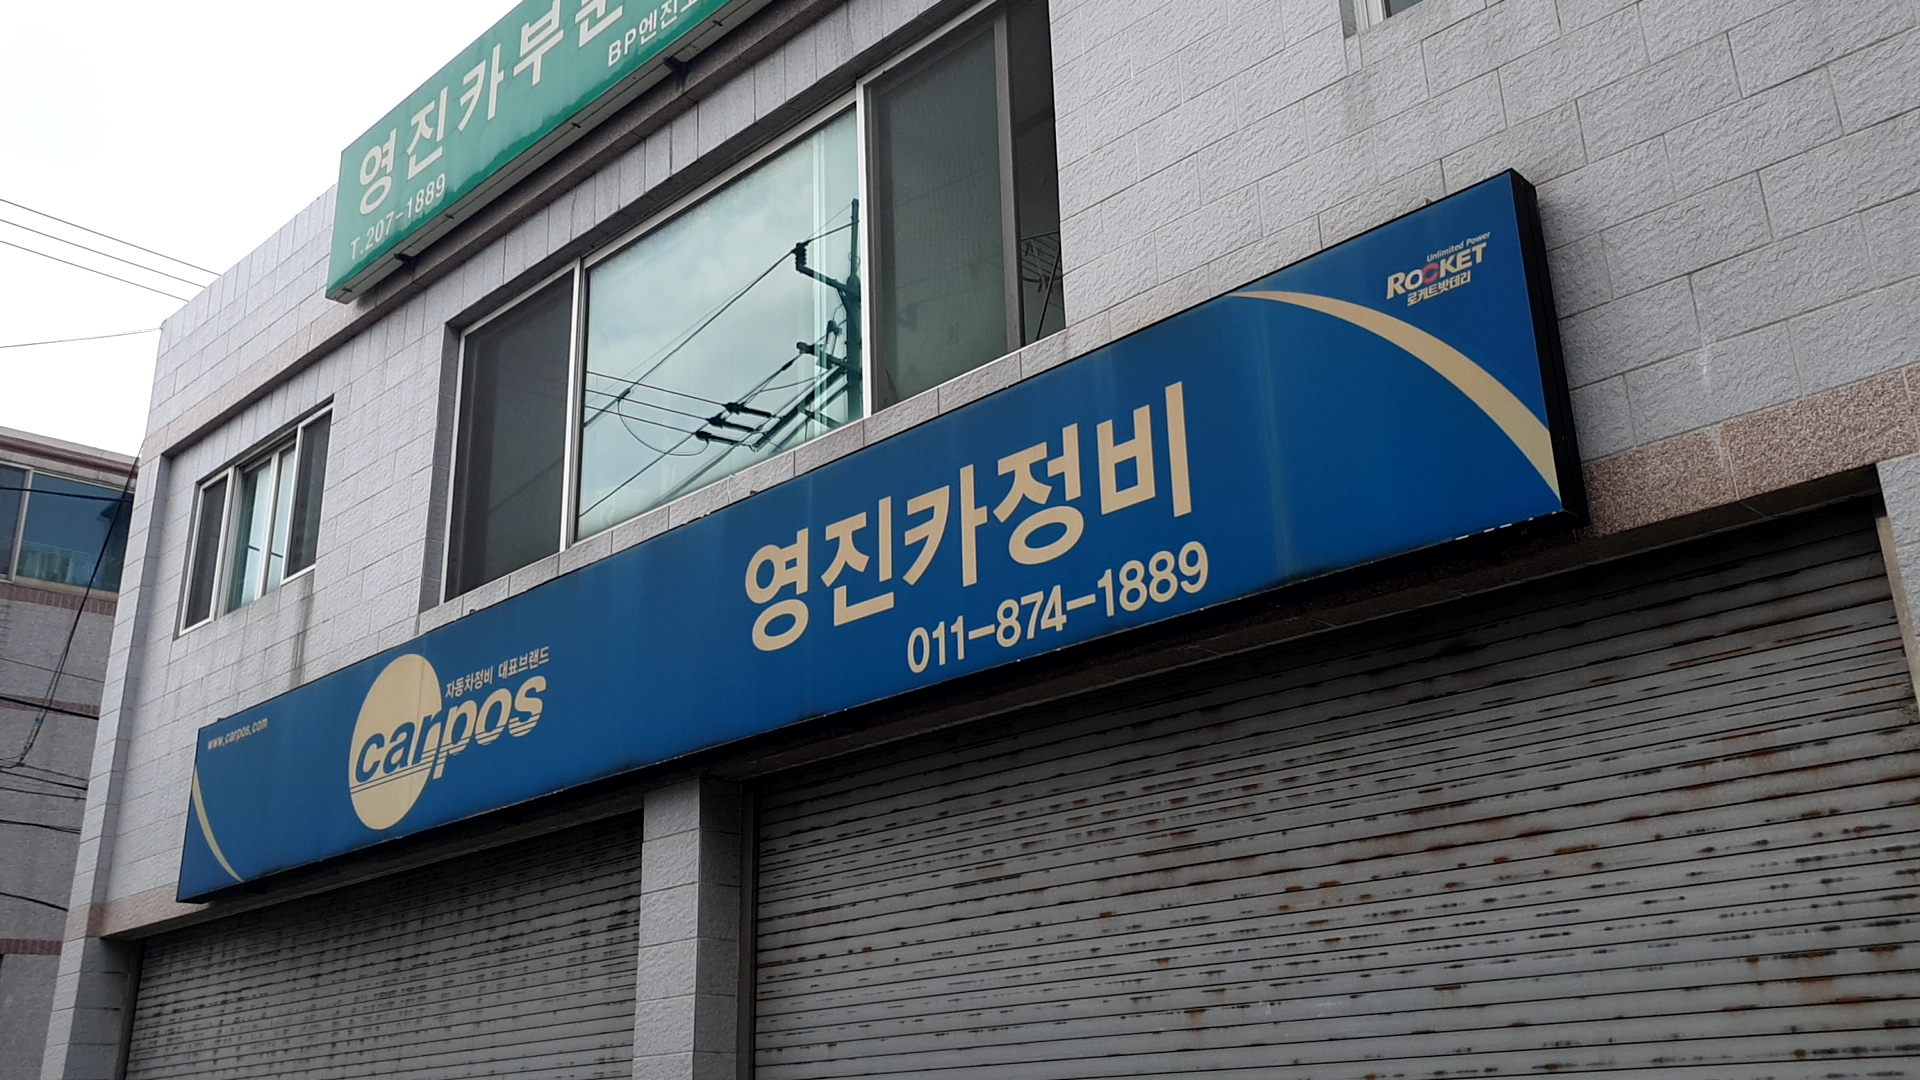 영진카부
BP엔진
T.207-1889
Unlimited Power
ROCKET
로케트밧데리
영진카정비
011-874-1889
자동차정비 대표브랜드
carpos
www.carpos.com